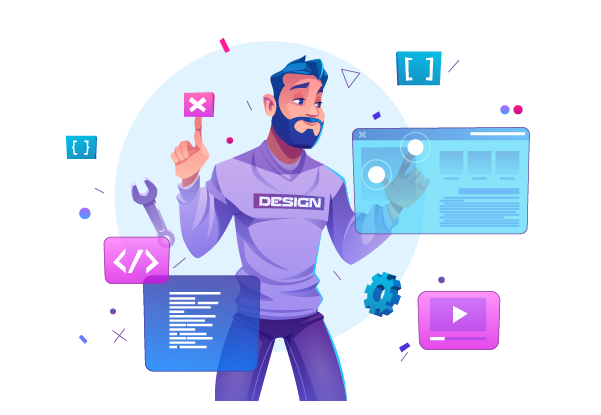 [ ]
{ }
DESIGN
</>